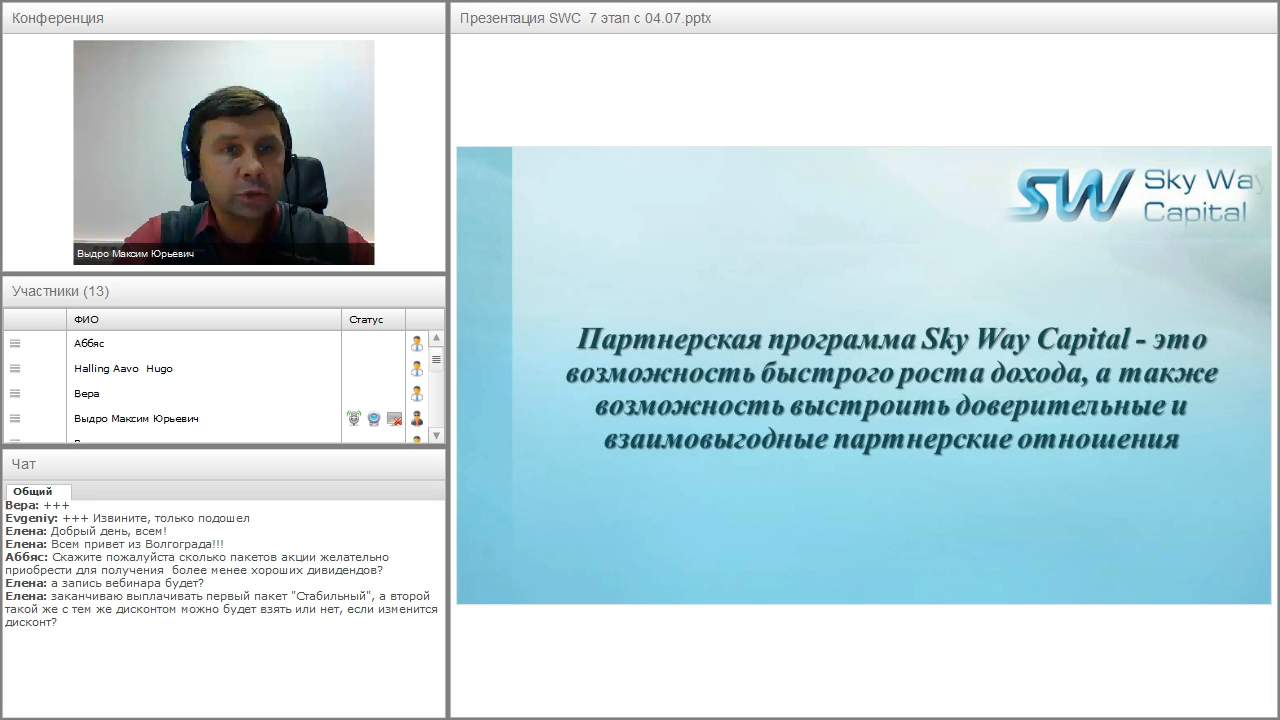 Конференция
Выдро Максим Юрьевич
Участники (13)
ФИО Статус
Аббяс
Halling Aavo Hugo
Вера
Выдро Максим Юрьевич
Чат
Общий
Вера: +++
Evgeniy: +++ Извините, только подошел
Елена: Добрый день, всем!
Елена: Всем привет из Волгограда!!!
Аббяс: Скажите пожалуйста сколько пакетов акции желательно
приобрести для получения более менее хороших дивидендов?
Елена: а запись вебинара будет?
Елена: заканчиваю выплачивать первый пакет "Стабильный", а второй
такой же с тем же дисконтом можно будет взять или нет, если изменится
дисконт?
Презентация SWC 7 этап с 04.07.pptx
SW Sky Way
Capital
Партнерская программа Sky Way Capital - это
возможность быстрого роста дохода, а также
возможность выстроить доверительные и
взаимовыгодные партнерские отношения